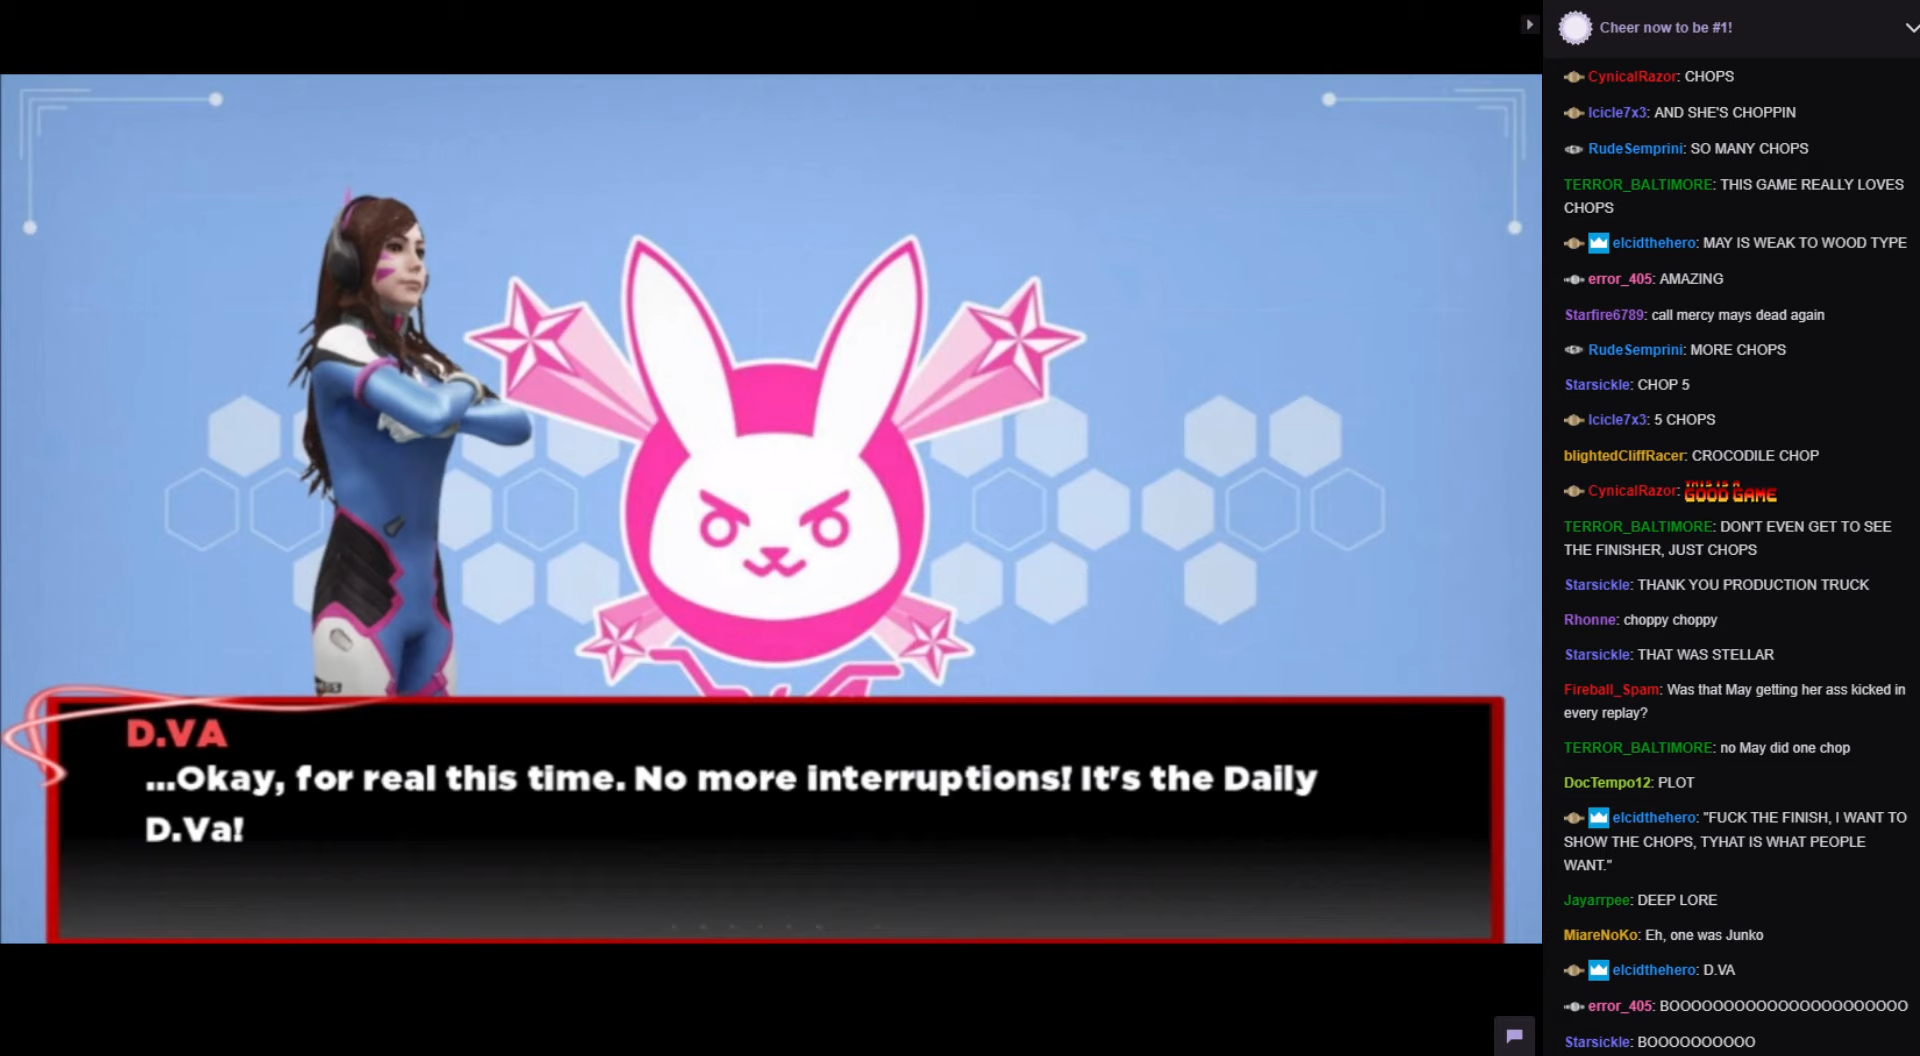 Cheer now to be #1!
CynicalRazor: CHOPS
Icicle7x3: AND SHE'S CHOPPIN
RudeSemprini: SO MANY CHOPS
TERROR_BALTIMORE: THIS GAME REALLY LOVES
CHOPS
elcidthehero: MAY IS WEAK TO WOOD TYPE
error_405: AMAZING
Starfire6789: call mercy mays dead again
RudeSemprini: MORE CHOPS
Starsickle: CHOP 5
Icicle7x3: 5 CHOPS
blightedCliffRacer: CROCODILE CHOP
CynicalRazor: THIS IS A
GOOD GAME
TERROR_BALTIMORE: DON'T EVEN GET TO SEE
THE FINISHER, JUST CHOPS
Starsickle: THANK YOU PRODUCTION TRUCK
Rhonne: choppy choppy
Starsickle: THAT WAS STELLAR
Fireball_Spam: Was that May getting her ass kicked in
every replay?
TERROR_BALTIMORE: no May did one chop
DocTempo12: PLOT
elcidthehero: "FUCK THE FINISH, I WANT TO
SHOW THE CHOPS, TYHAT IS WHAT PEOPLE
WANT."
Jayarrpee: DEEP LORE
MiareNoKo: Eh, one was Junko
elcidthehero: D.VA
error_405: BOOOOOOOOOOOOOOOOOOOOOO
Starsickle: BOOOOOOOOOO
D.VA
...Okay, for real this time. No more interruptions! It's the Daily
D.Va!